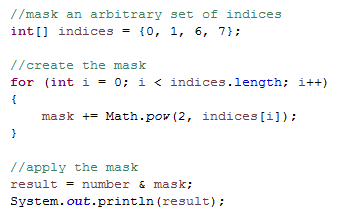 //mask an arbitrary set of indices
int[] indices = {0, 1, 6, 7};
//create the mask
for (int i = 0; i < indices.length; i++)
{
mask += Math.pow(2, indices[i]);
}
//apply the mask
result = number & mask;
System.out.println(result);